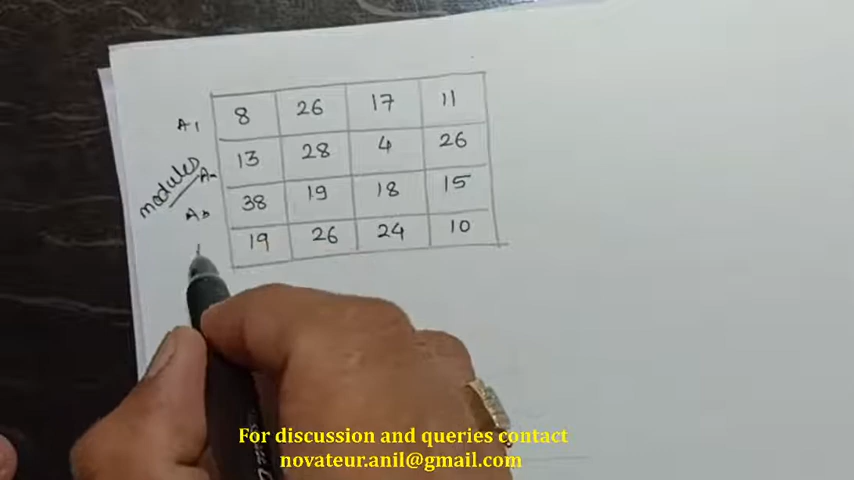 A1 8 26 17 11
13 28 4 26
modules
38 19 18 15
19 26 24 10
For discussion and queries contact
novateur.anil@gmail.com